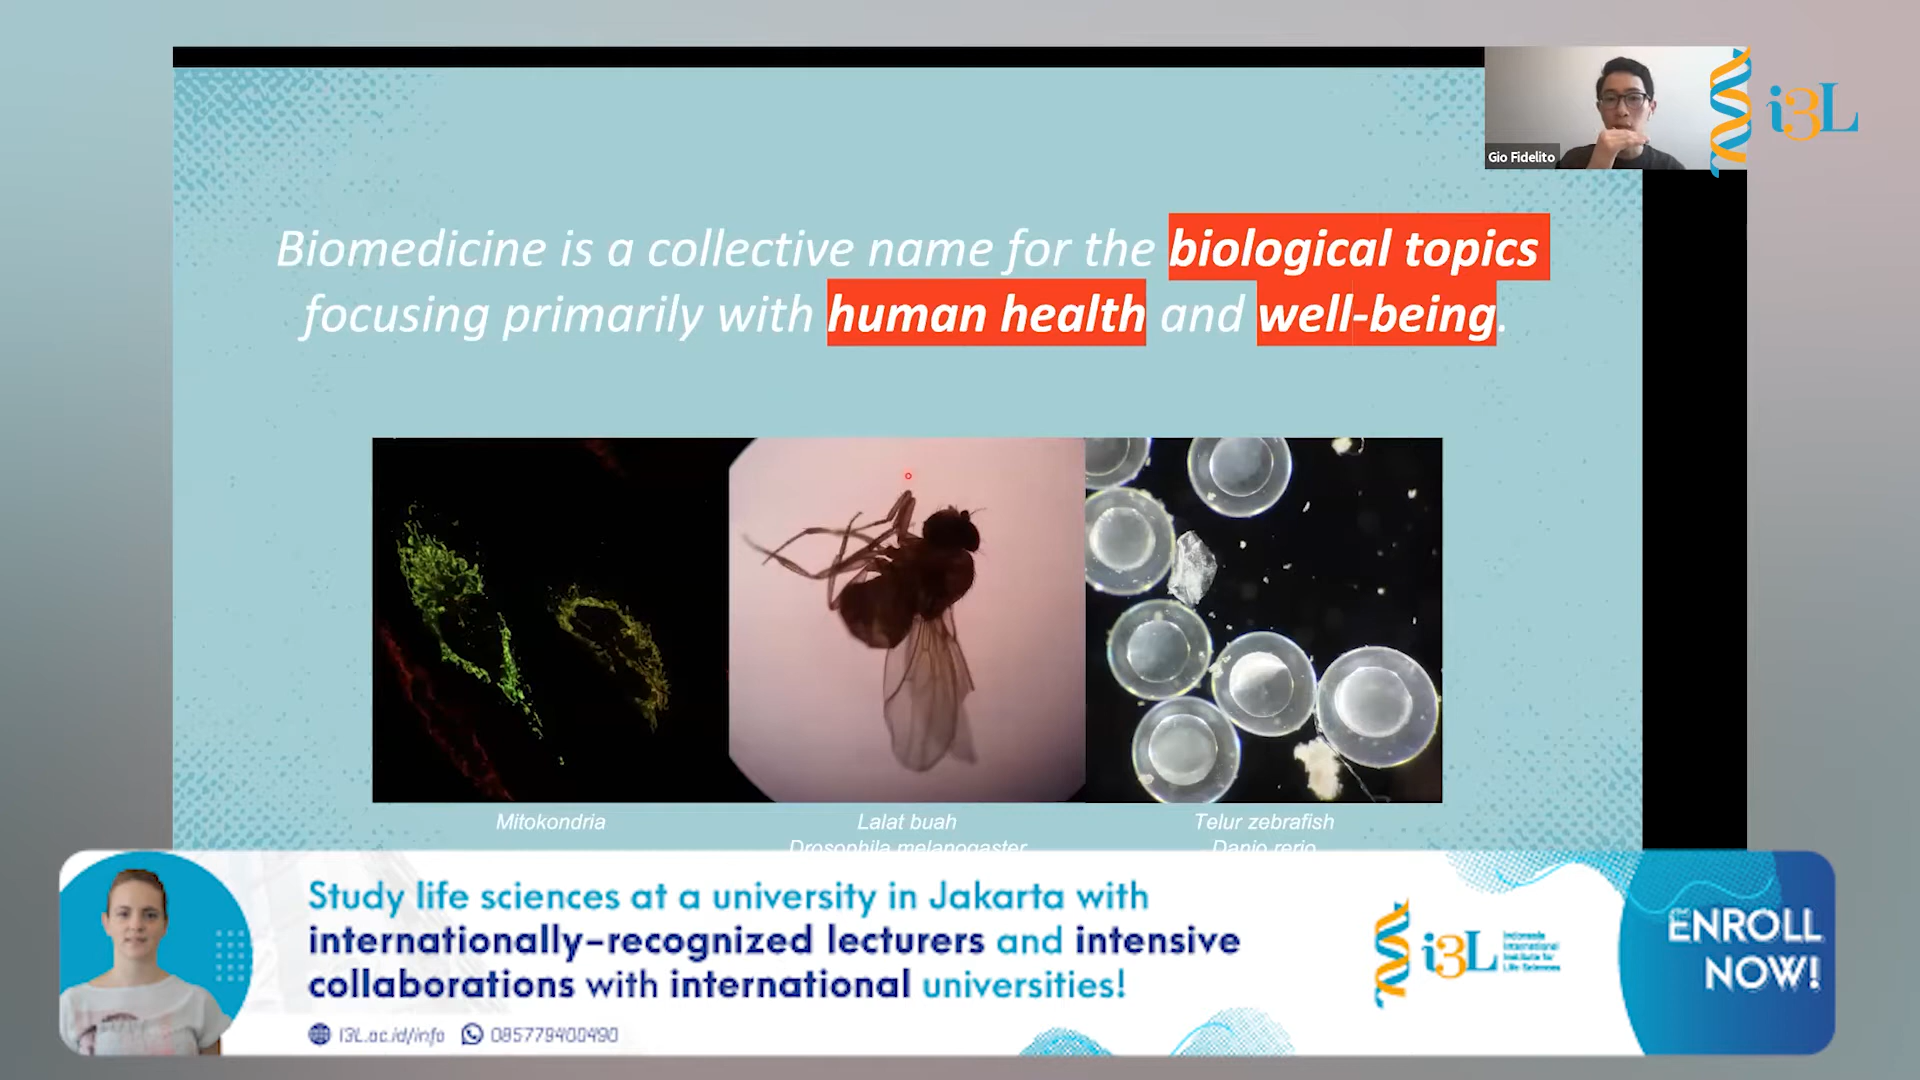 i3L
Gio Fidelito
Biomedicine is a collective name for the biological topics
focusing primarily with human health and well-being.
Mitokondria
Lalat buah
Telur zebrafish
Drosophila melanogaster
Danio rerio
Study life sciences at a university in Jakarta with
internationally-recognized lecturers and intensive
collaborations with international universities!
i3L.ac.id/info 085779400490
i3L
Indonesia
International
Institute for
Life Sciences
ENROLL
NOW!